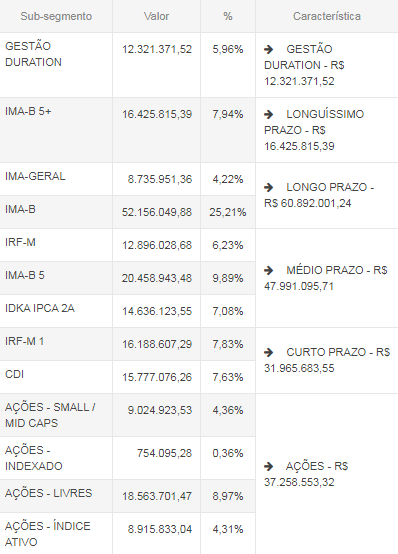 Sub-segmento Valor % Característica
GESTÃO
DURATION 12.321.371,52 5,96% → GESTÃO
DURATION - R$
12.321.371,52
IMA-B 5+ 16.425.815,39 7,94% → LONGUÍSSIMO
PRAZO - R$
16.425.815,39
IMA-GERAL 8.735.951,36 4,22% → LONGO PRAZO -
R$ 60.892.001,24
IMA-B 52.156.049,88 25,21%
IRF-M 12.896.028,68 6,23% → MÉDIO PRAZO - R$
47.991.095,71
IMA-B 5 20.458.943,48 9,89%
IDKA IPCA 2A 14.636.123,55 7,08%
IRF-M 1 16.188.607,29 7,83% → CURTO PRAZO - R$
31.965.683,55
CDI 15.777.076,26 7,63%
AÇÕES - SMALL /
MID CAPS 9.024.923,53 4,36% → AÇÕES - R$
37.258.553,32
AÇÕES -
INDEXADO 754.095,28 0,36%
AÇÕES - LIVRES 18.563.701,47 8,97%
AÇÕES - ÍNDICE
ATIVO 8.915.833,04 4,31%